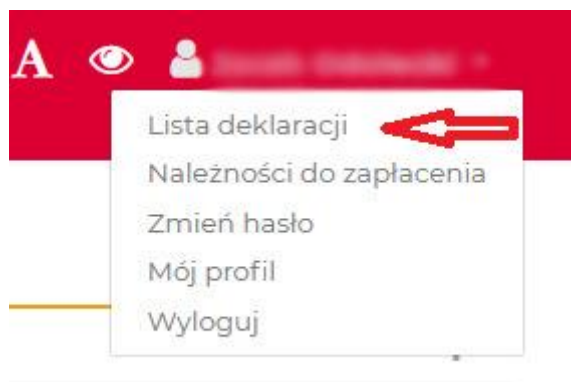 A
Lista deklaracji
Należności do zapłacenia
Zmień hasło
Mój profil
Wyloguj